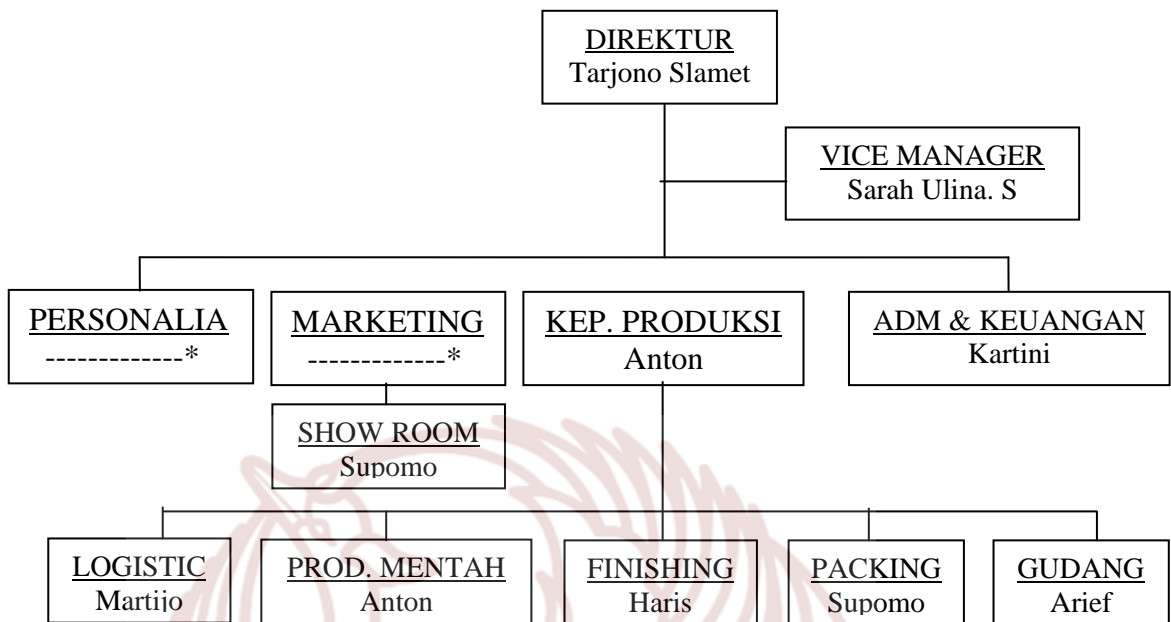 DIREKTUR
Tarjono Slamet
VICE MANAGER
Sarah Ulina. S
PERSONALIA
-------------*
MARKETING
-------------*
KEP. PRODUKSI
Anton
ADM & KEUANGAN
Kartini
SHOW ROOM
Supomo
LOGISTIC
Martijo
PROD. MENTAH
Anton
FINISHING
Haris
PACKING
Supomo
GUDANG
Arief